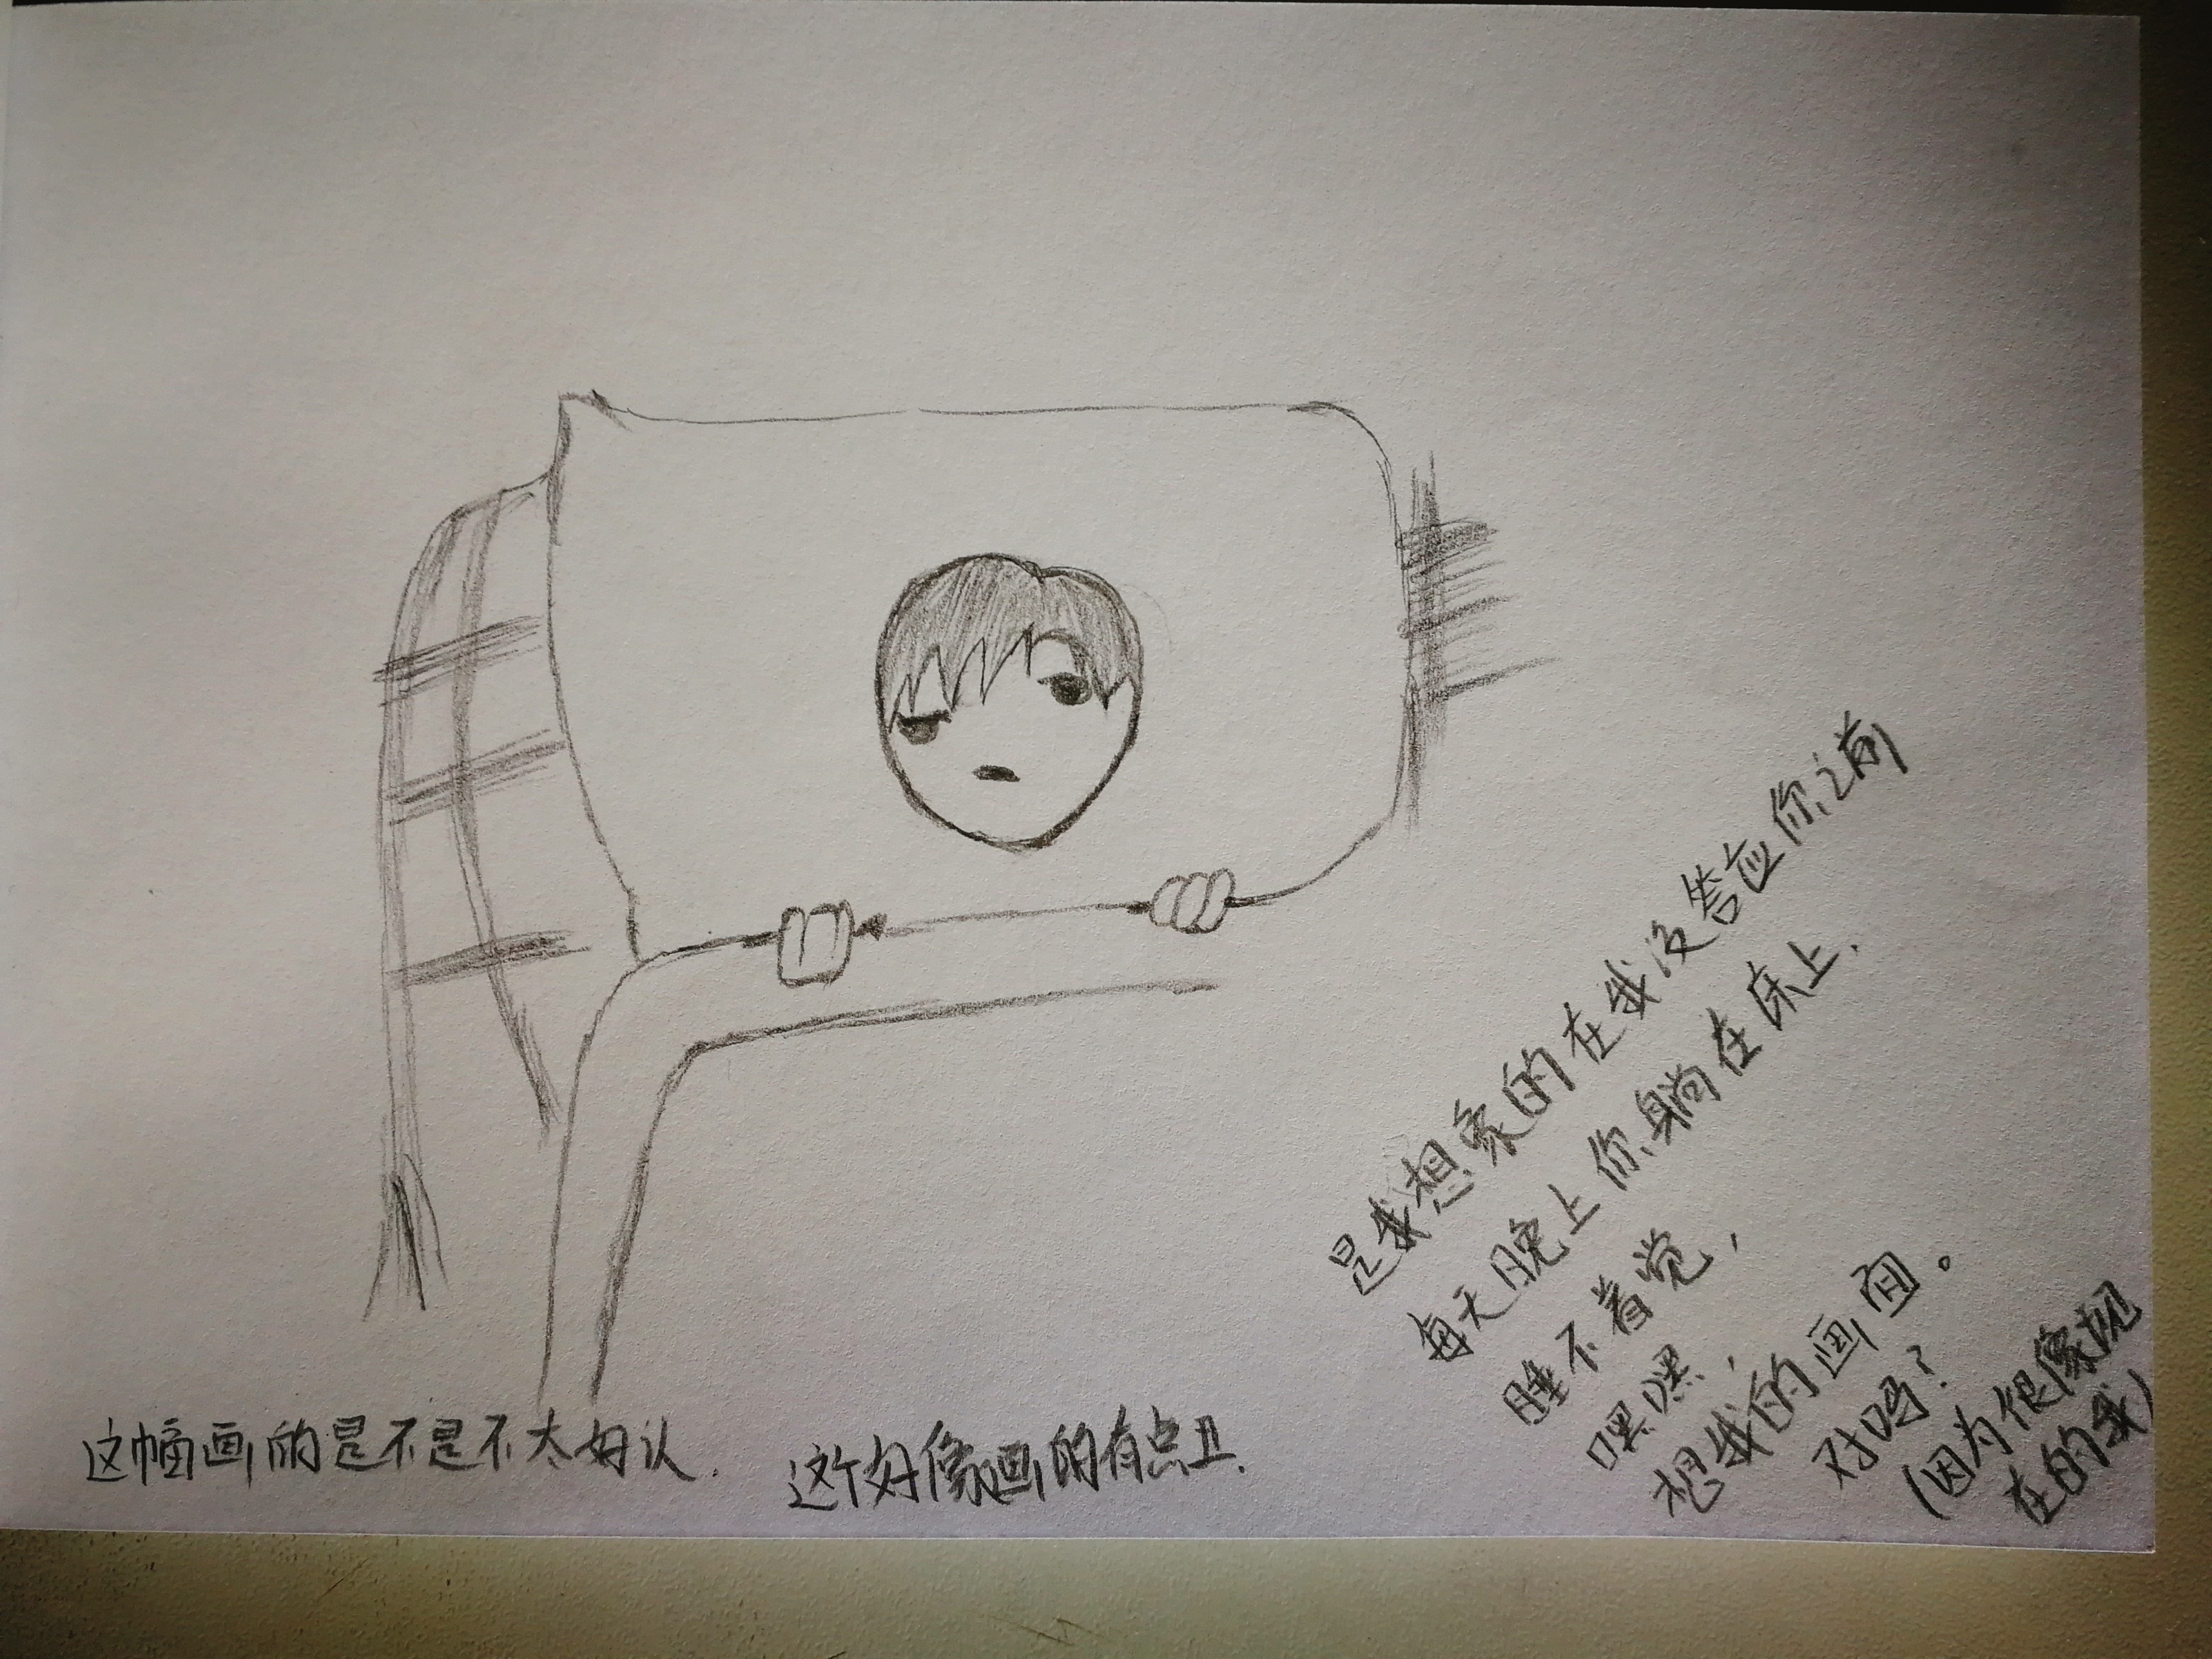 是我想象的在我没答应你之前
每天晚上你躺在床上.
睡不着觉，
嘿嘿，
想我的画面。
对吗？
(因为很像现
在的我)
这幅画的是不是不太好认.
这个好像画的有点丑.